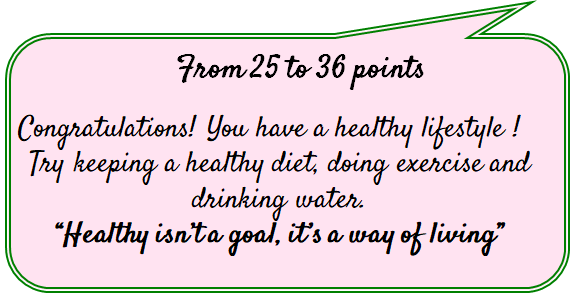 From 25 to 36 points
Congratulations! You have a healthy lifestyle !
Try keeping a healthy diet, doing exercise and
drinking water.
“Healthy isn’t a goal, it’s a way of living”